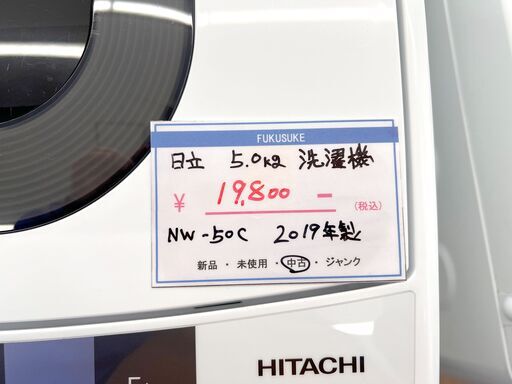 FUKUSUKE
日立 5.0kg 洗濯機
¥ 19,800 － (税込)
NW-50C 2019年製
新品 ・ 未使用 ・ 中古 ・ ジャンク
HITACHI